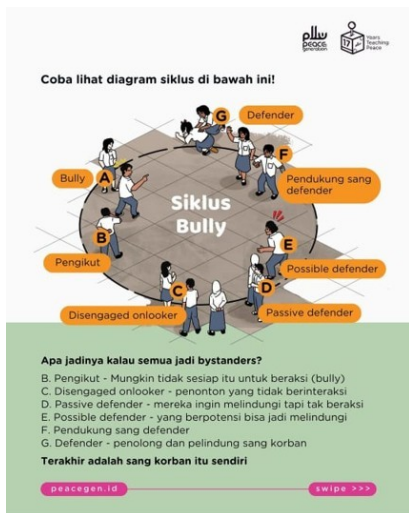 peace
generation
17
Years
Teaching
Peace
Coba lihat diagram siklus di bawah ini!
G
Defender
F
Pendukung sang
defender
Bully
A
Siklus
Bully
B
Pengikut
E
Possible defender
C
D
Disengaged onlooker
Passive defender
Apa jadinya kalau semua jadi bystanders?
B. Pengikut - Mungkin tidak sesiap itu untuk beraksi (bully)
C. Disengaged onlooker - penonton yang tidak berinteraksi
D. Passive defender - mereka ingin melindungi tapi tak beraksi
E. Possible defender - yang berpotensi bisa jadi melindungi
F. Pendukung sang defender
G. Defender - penolong dan pelindung sang korban
Terakhir adalah sang korban itu sendiri
peacegen.id
swipe >>>